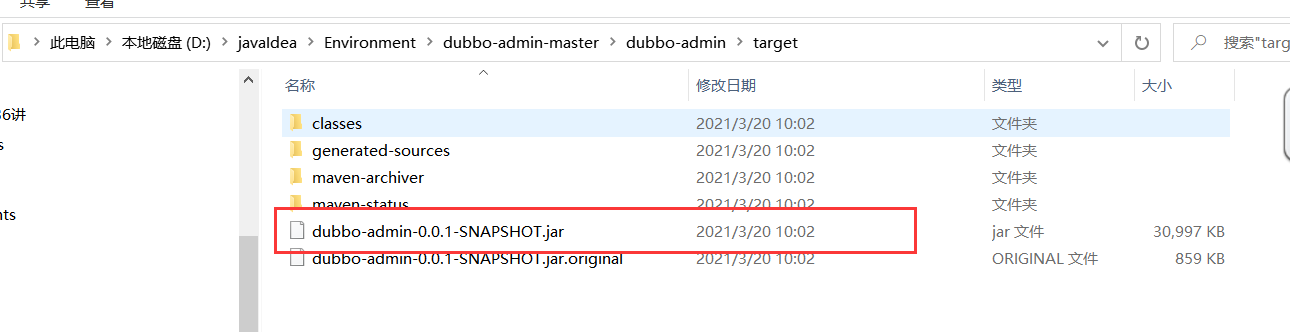 共享 查看
此电脑 本地磁盘 (D:) javaIdea Environment dubbo-admin-master dubbo-admin target 搜索"targ
名称 修改日期 类型 大小
36讲
classes 2021/3/20 10:02 文件夹
s
generated-sources 2021/3/20 10:02 文件夹
maven-archiver 2021/3/20 10:02 文件夹
maven-status 2021/3/20 10:02 文件夹
nts
dubbo-admin-0.0.1-SNAPSHOT.jar 2021/3/20 10:02 jar 文件 30,997 KB
dubbo-admin-0.0.1-SNAPSHOT.jar.original 2021/3/20 10:02 ORIGINAL 文件 859 KB